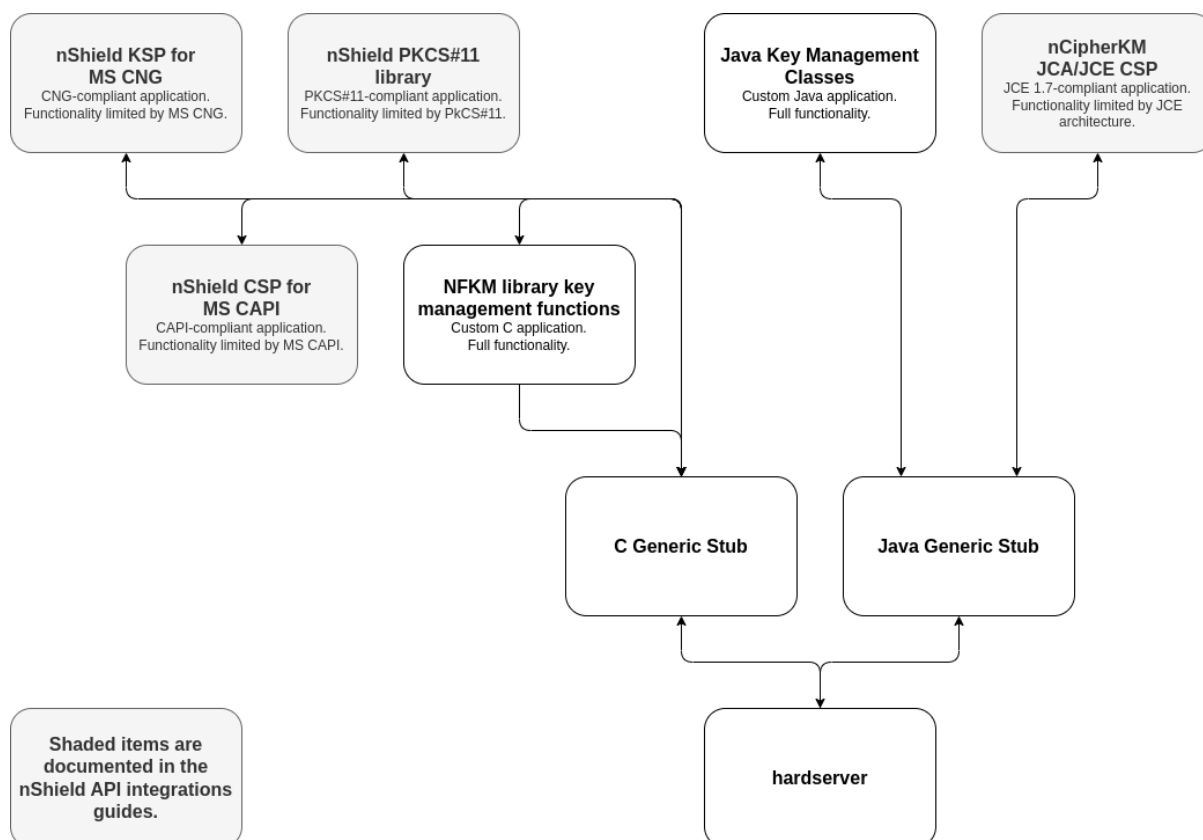 nShield KSP for
MS CNG
CNG-compliant application.
Functionality limited by MS CNG.
nShield PKCS#11
library
PKCS#11-compliant application.
Functionality limited by PkCS#11.
Java Key Management
Classes
Custom Java application.
Full functionality.
nCipherKM
JCA/JCE CSP
JCE 1.7-compliant application.
Functionality limited by JCE
architecture.
nShield CSP for
MS CAPI
CAPI-compliant application.
Functionality limited by MS CAPI.
NFKM library key
management functions
Custom C application.
Full functionality.
C Generic Stub
Java Generic Stub
Shaded items are
documented in the
nShield API integrations
guides.
hardserver